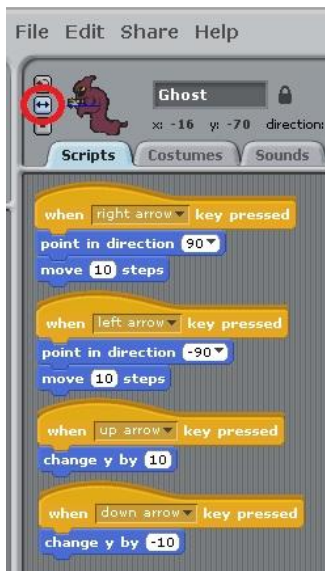 File Edit Share Help
Ghost
x: -16 y: -70 direction:
Scripts Costumes Sounds
when right arrow key pressed
point in direction 90
move 10 steps
when left arrow key pressed
point in direction -90
move 10 steps
when up arrow key pressed
change y by 10
when down arrow key pressed
change y by -10